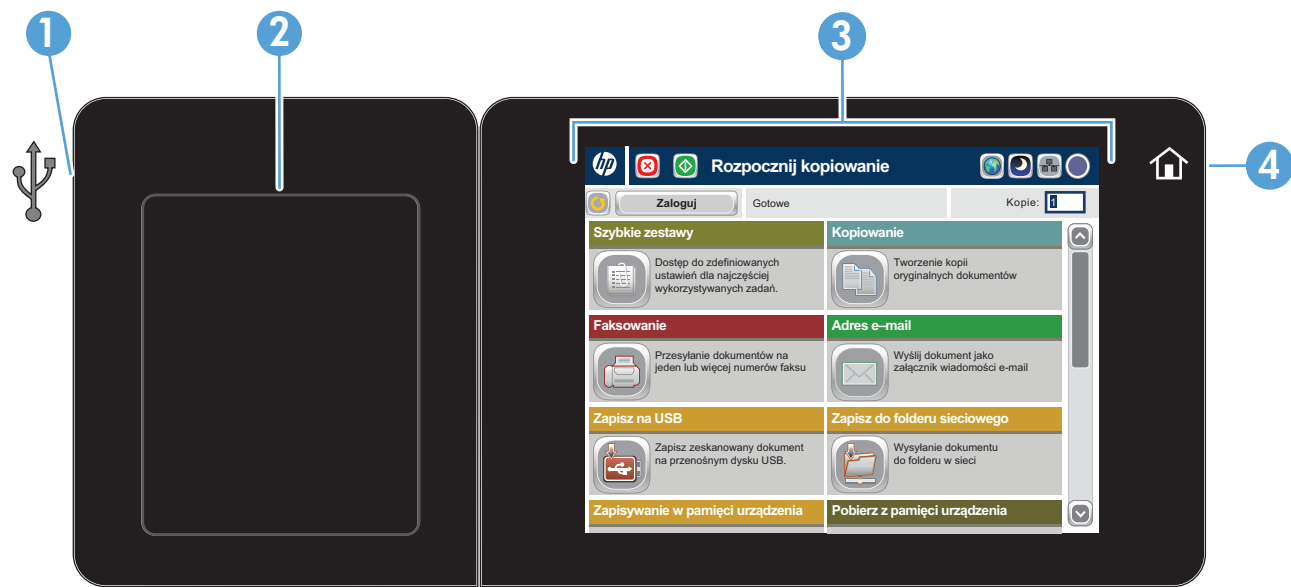 1
2
3
4
hp
Rozpocznij kopiowanie
Zaloguj
Gotowe
Kopie: 1
Szybkie zestawy
Dostęp do zdefiniowanych
ustawień dla najczęściej
wykorzystywanych zadań.
Kopiowanie
Tworzenie kopii
oryginalnych dokumentów
Faksowanie
Przesyłanie dokumentów na
jeden lub więcej numerów faksu
Adres e–mail
Wyślij dokument jako
załącznik wiadomości e-mail
Zapisz na USB
Zapisz zeskanowany dokument
na przenośnym dysku USB.
Zapisz do folderu sieciowego
Wysyłanie dokumentu
do folderu w sieci
Zapisywanie w pamięci urządzenia
Pobierz z pamięci urządzenia